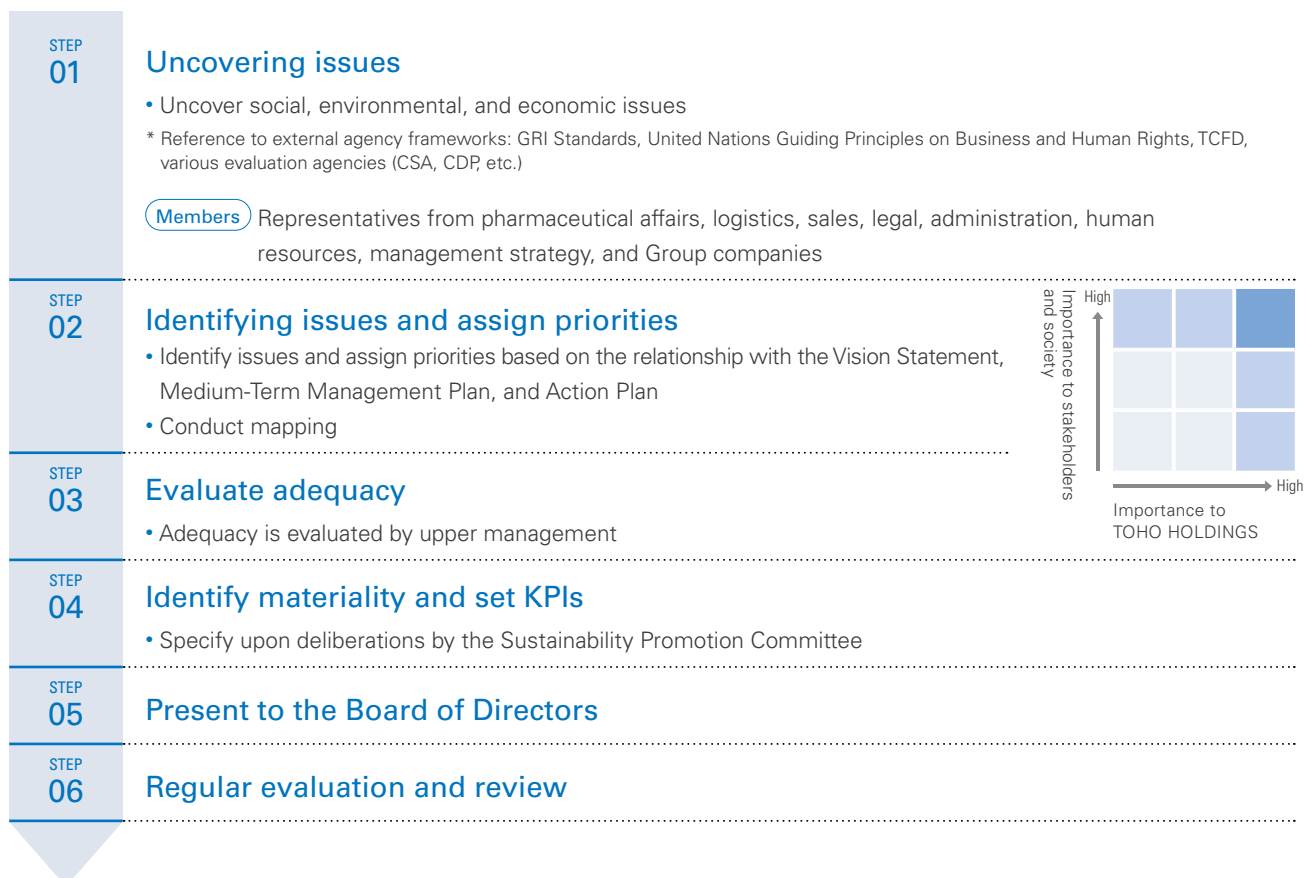 STEP
01
Uncovering issues
• Uncover social, environmental, and economic issues
* Reference to external agency frameworks: GRI Standards, United Nations Guiding Principles on Business and Human Rights, TCFD,
various evaluation agencies (CSA, CDP, etc.)
Members Representatives from pharmaceutical affairs, logistics, sales, legal, administration, human
resources, management strategy, and Group companies
STEP
02
Identifying issues and assign priorities
• Identify issues and assign priorities based on the relationship with the Vision Statement,
Medium-Term Management Plan, and Action Plan
• Conduct mapping
Importance to stakeholders
and society
High
High
Importance to
TOHO HOLDINGS
STEP
03
Evaluate adequacy
• Adequacy is evaluated by upper management
STEP
04
Identify materiality and set KPIs
• Specify upon deliberations by the Sustainability Promotion Committee
STEP
05
Present to the Board of Directors
STEP
06
Regular evaluation and review